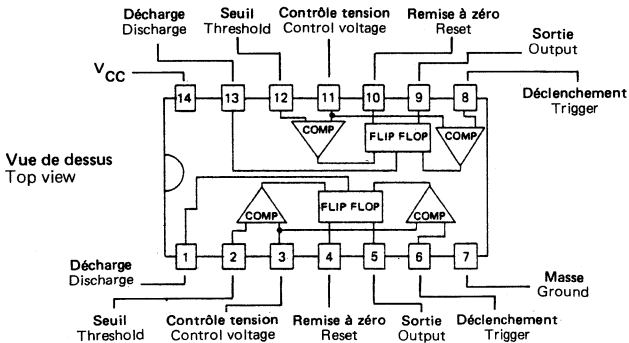 Décharge
Discharge
Seuil
Threshold
Contrôle tension
Control voltage
Remise à zéro
Reset
Sortie
Output
VCC
Déclenchement
Trigger
14 13 12 11 10 9 8
COMP FLIP FLOP COMP
Vue de dessus
Top view
COMP FLIP FLOP COMP
1 2 3 4 5 6 7
Décharge
Discharge
Masse
Ground
Seuil
Threshold
Contrôle tension
Control voltage
Remise à zéro
Reset
Sortie
Output
Déclenchement
Trigger